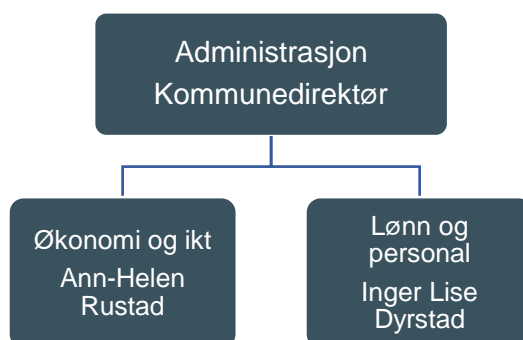 Administrasjon
Kommunedirektør
Økonomi og ikt
Ann-Helen
Rustad
Lønn og
personal
Inger Lise
Dyrstad